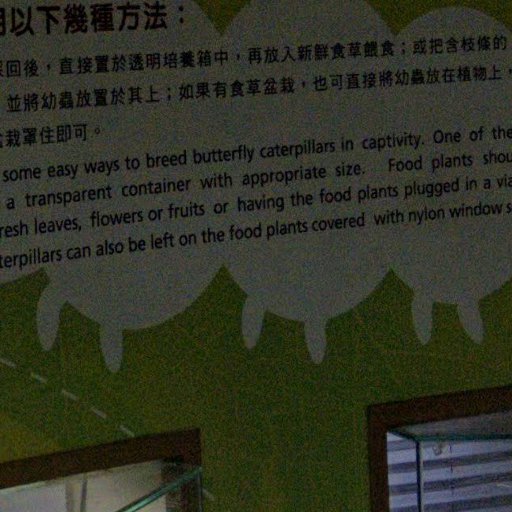 以下幾種方法：
回後，直接置於透明培養箱中，再放入新鮮食草餵食；或把含枝條的
並將幼蟲放置於其上；如果有食草盆栽，也可直接將幼蟲放在植物上，
栽罩住即可。
some easy ways to breed butterfly caterpillars in captivity. One of the
a transparent container with appropriate size. Food plants shou
resh leaves, flowers or fruits or having the food plants plugged in a via
terpillars can also be left on the food plants covered with nylon window s